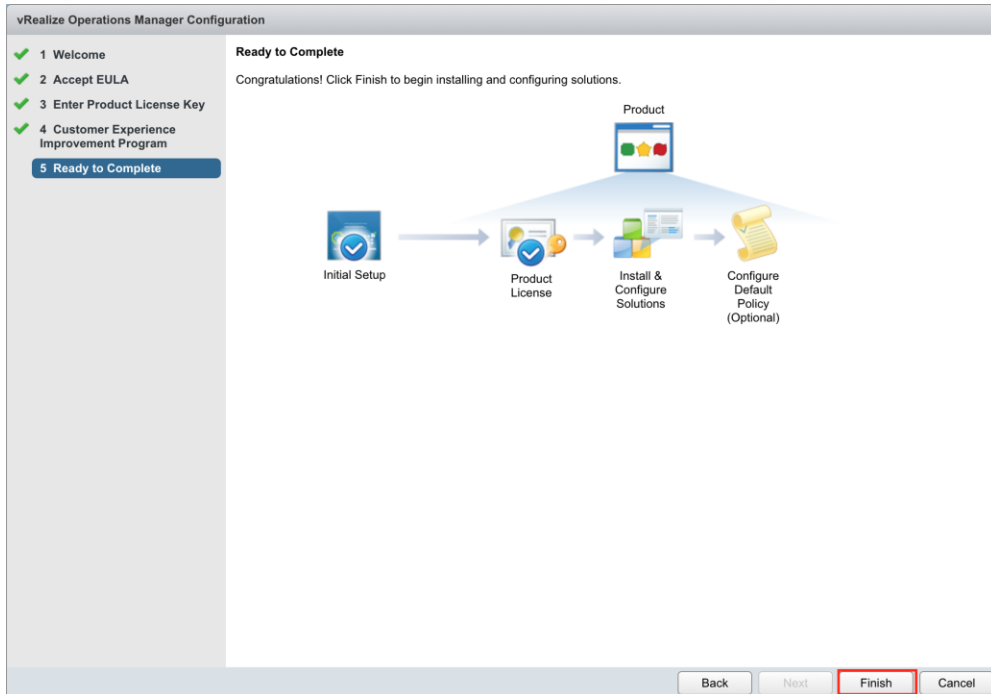 vRealize Operations Manager Configuration
1 Welcome
2 Accept EULA
3 Enter Product License Key
4 Customer Experience
Improvement Program
5 Ready to Complete
Ready to Complete
Congratulations! Click Finish to begin installing and configuring solutions.
Product
Initial Setup
Product
License
Install &
Configure
Solutions
Configure
Default
Policy
(Optional)
Back
Next
Finish
Cancel